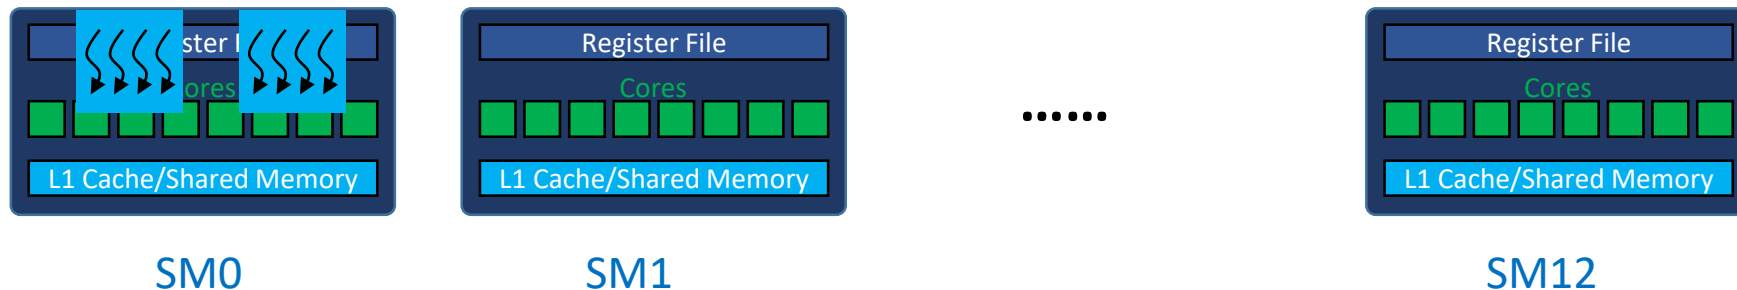 Register File
Cores
L1 Cache/Shared Memory
SM0
Register File
Cores
L1 Cache/Shared Memory
SM1
......
Register File
Cores
L1 Cache/Shared Memory
SM12